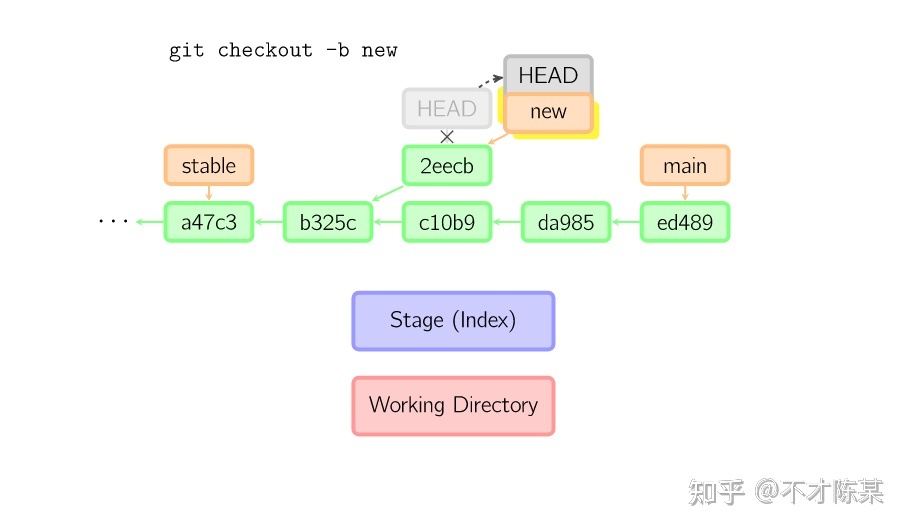 git checkout -b new
HEAD
HEAD
new
stable
2eecb
main
...
a47c3
b325c
c10b9
da985
ed489
Stage (Index)
Working Directory
知乎 @不才陈某